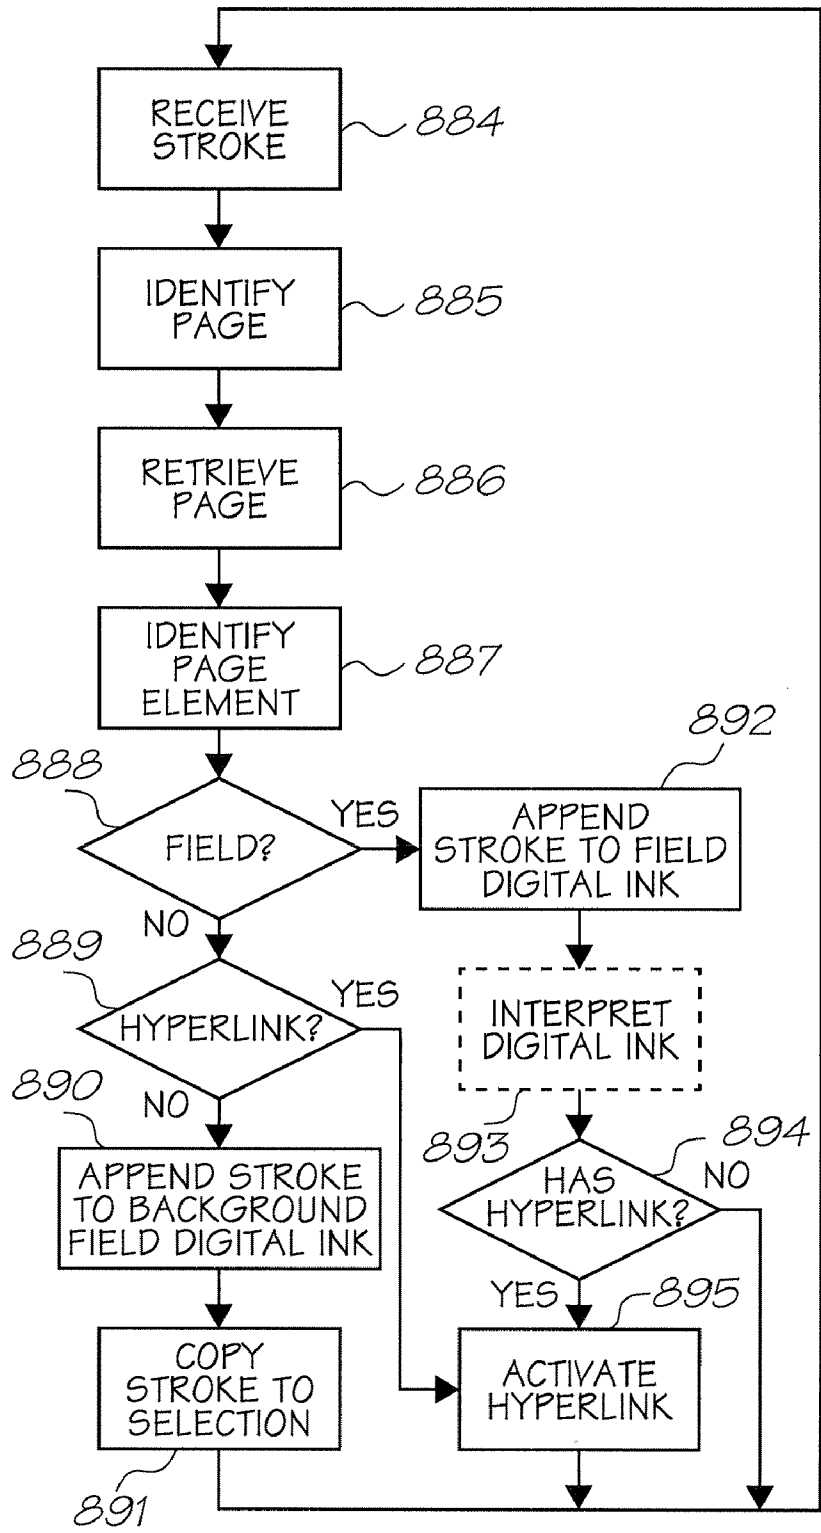 RECEIVE
STROKE
884
IDENTIFY
PAGE
885
RETRIEVE
PAGE
886
IDENTIFY
PAGE
ELEMENT
887
888
FIELD?
YES
NO
892
APPEND
STROKE TO FIELD
DIGITAL INK
889
HYPERLINK?
YES
NO
INTERPRET
DIGITAL INK
893
890
APPEND STROKE
TO BACKGROUND
FIELD DIGITAL INK
894
HAS
HYPERLINK?
NO
YES
895
COPY
STROKE TO
SELECTION
891
ACTIVATE
HYPERLINK